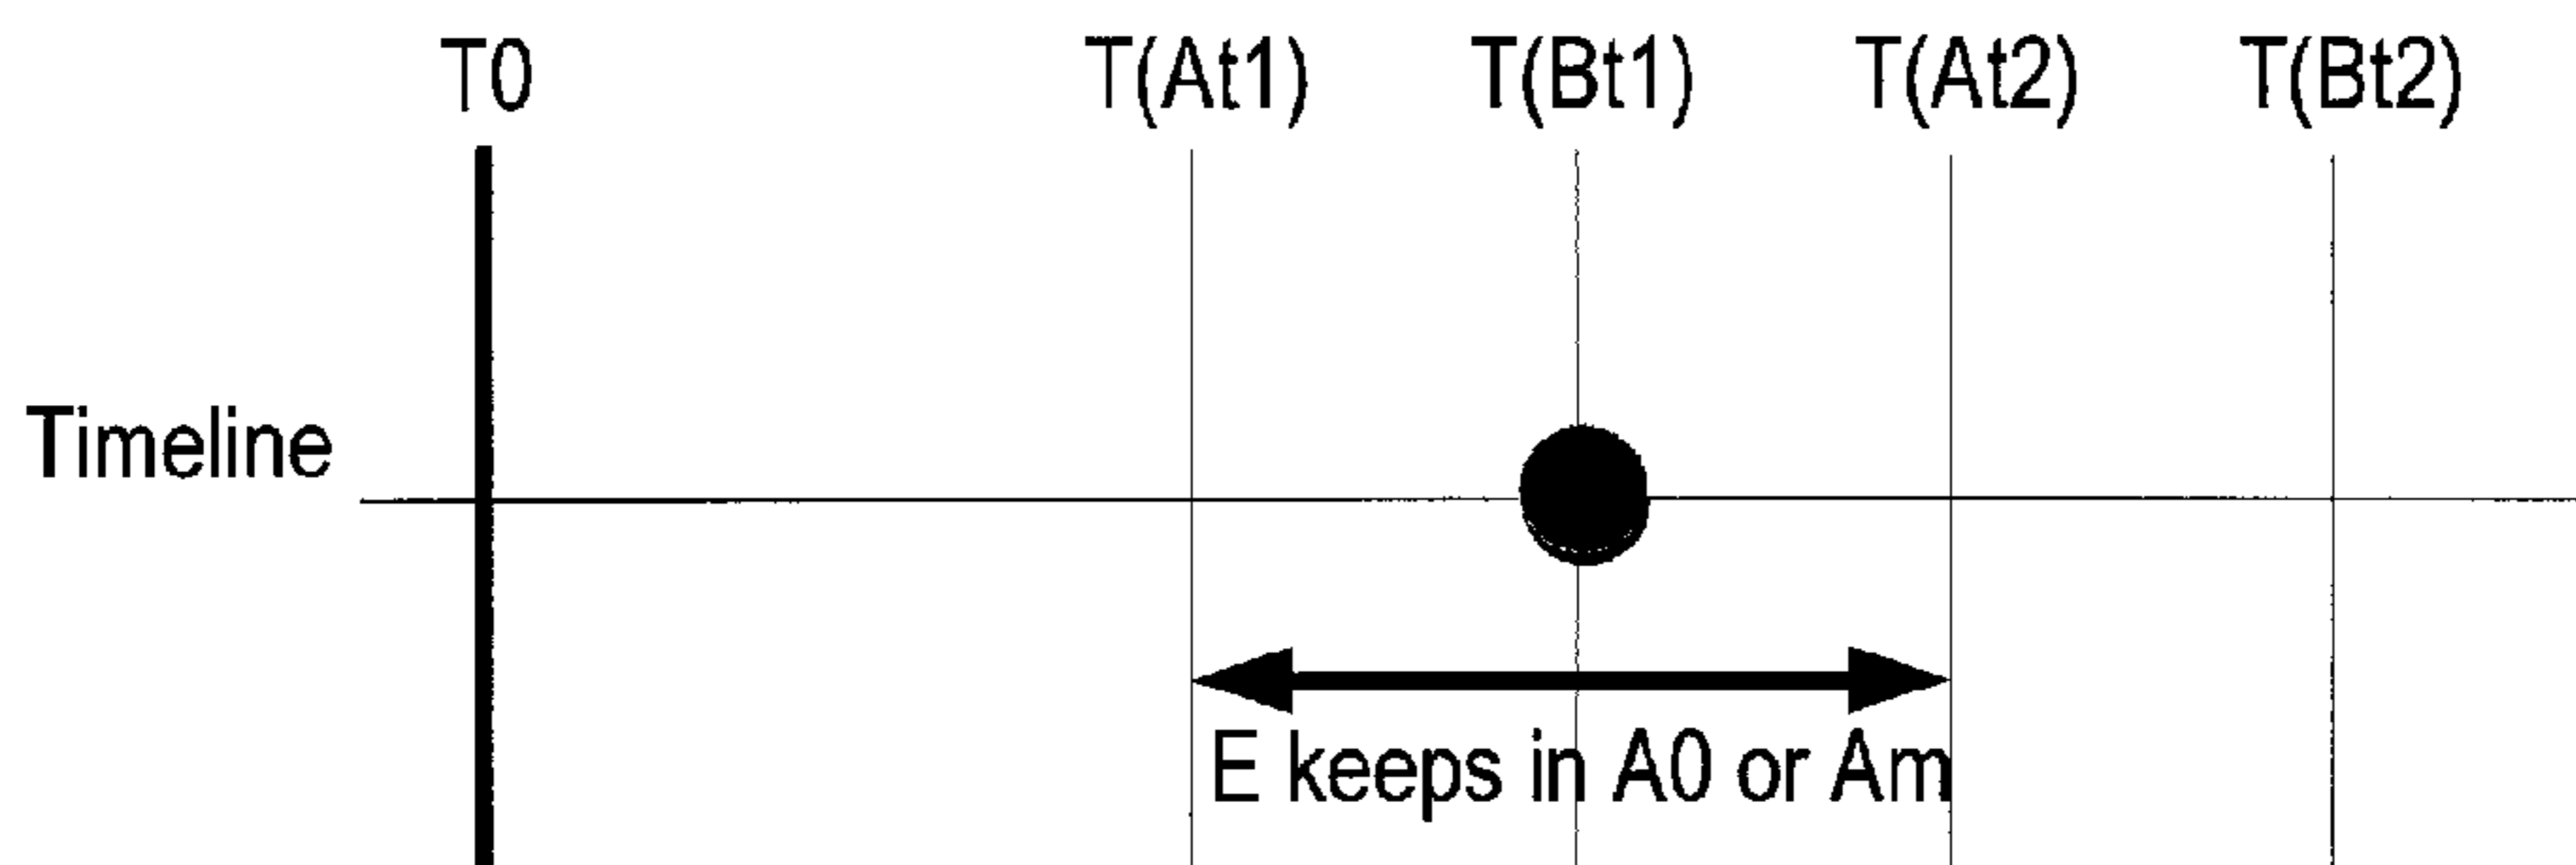 T0 T(At1) T(Bt1) T(At2) T(Bt2)
Timeline
E keeps in A0 or Am